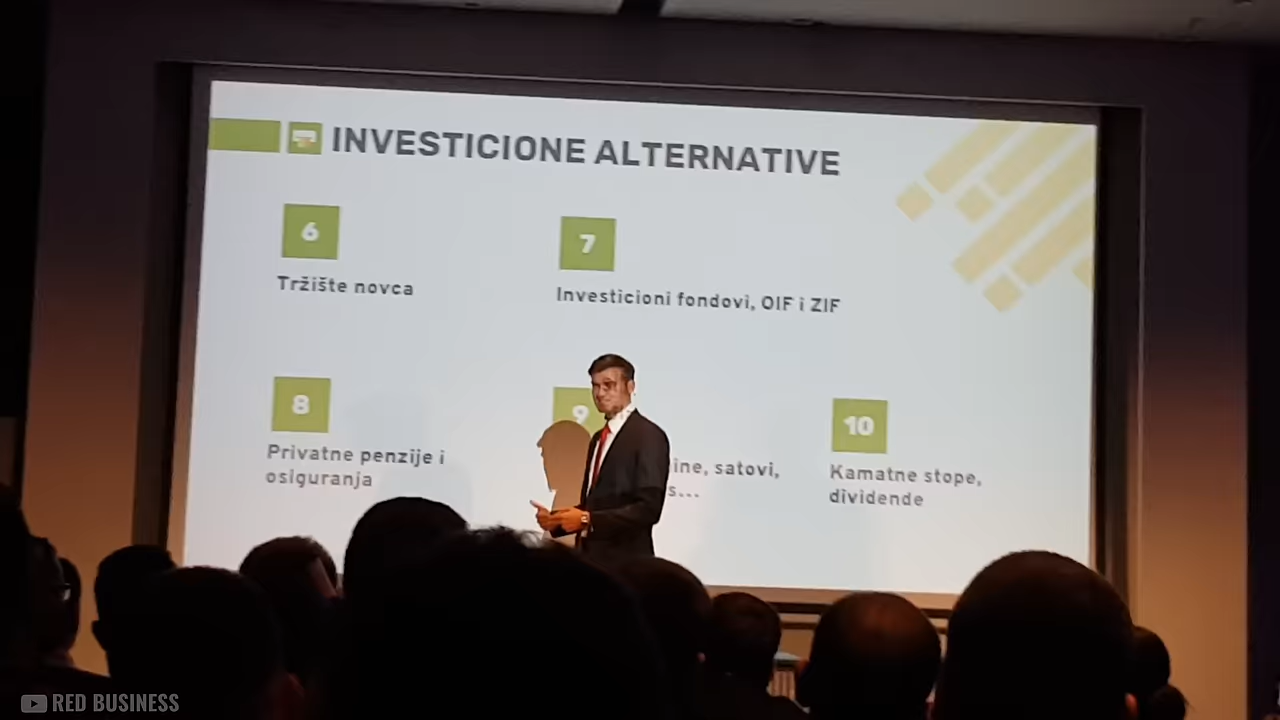 INVESTICIONE ALTERNATIVE
6
7
Tržište novca
Investicioni fondovi, OIF i ZIF
8
9
10
Privatne penzije i
osiguranja
satovi,
Kamatne stope,
dividende
RED BUSINESS